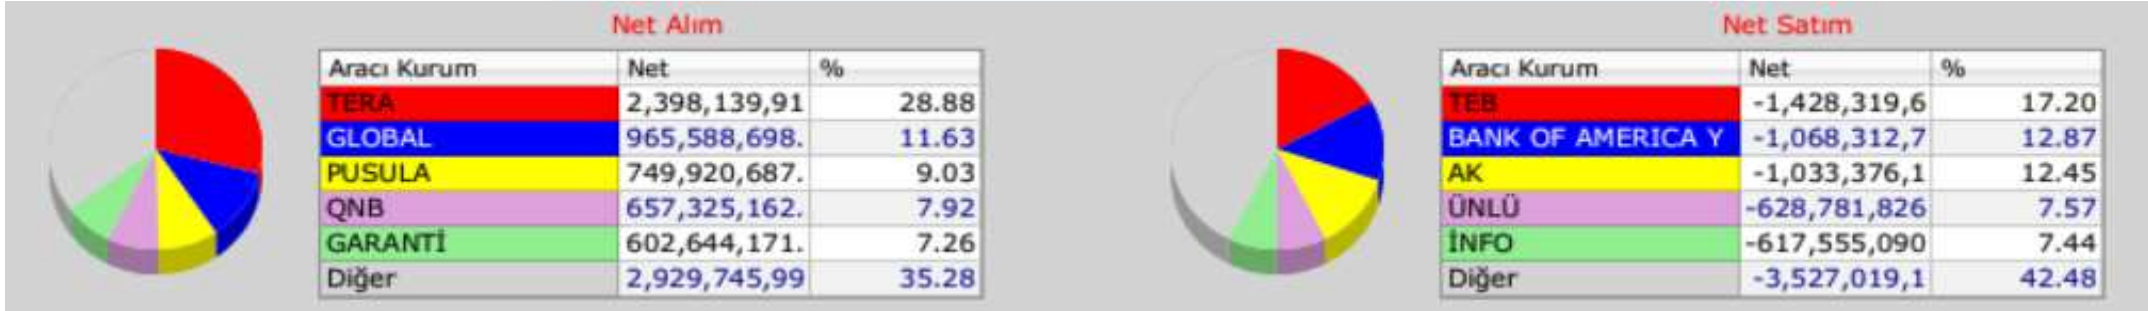 Net Alım
Aracı Kurum Net %
TERA 2,398,139,91 28.88
GLOBAL 965,588,698. 11.63
PUSULA 749,920,687. 9.03
QNB 657,325,162. 7.92
GARANTİ 602,644,171. 7.26
Diğer 2,929,745,99 35.28
Net Satım
Aracı Kurum Net %
TEB -1,428,319,6 17.20
BANK OF AMERICA Y -1,068,312,7 12.87
AK -1,033,376,1 12.45
ÜNLÜ -628,781,826 7.57
İNFO -617,555,090 7.44
Diğer -3,527,019,1 42.48